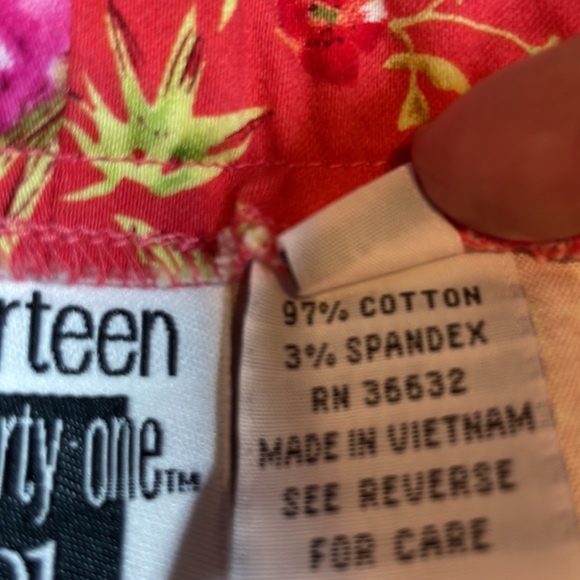 rteen
rty-one™
97% COTTON
3% SPANDEX
RN 36632
MADE IN VIETNAM
SEE REVERSE
FOR CARE